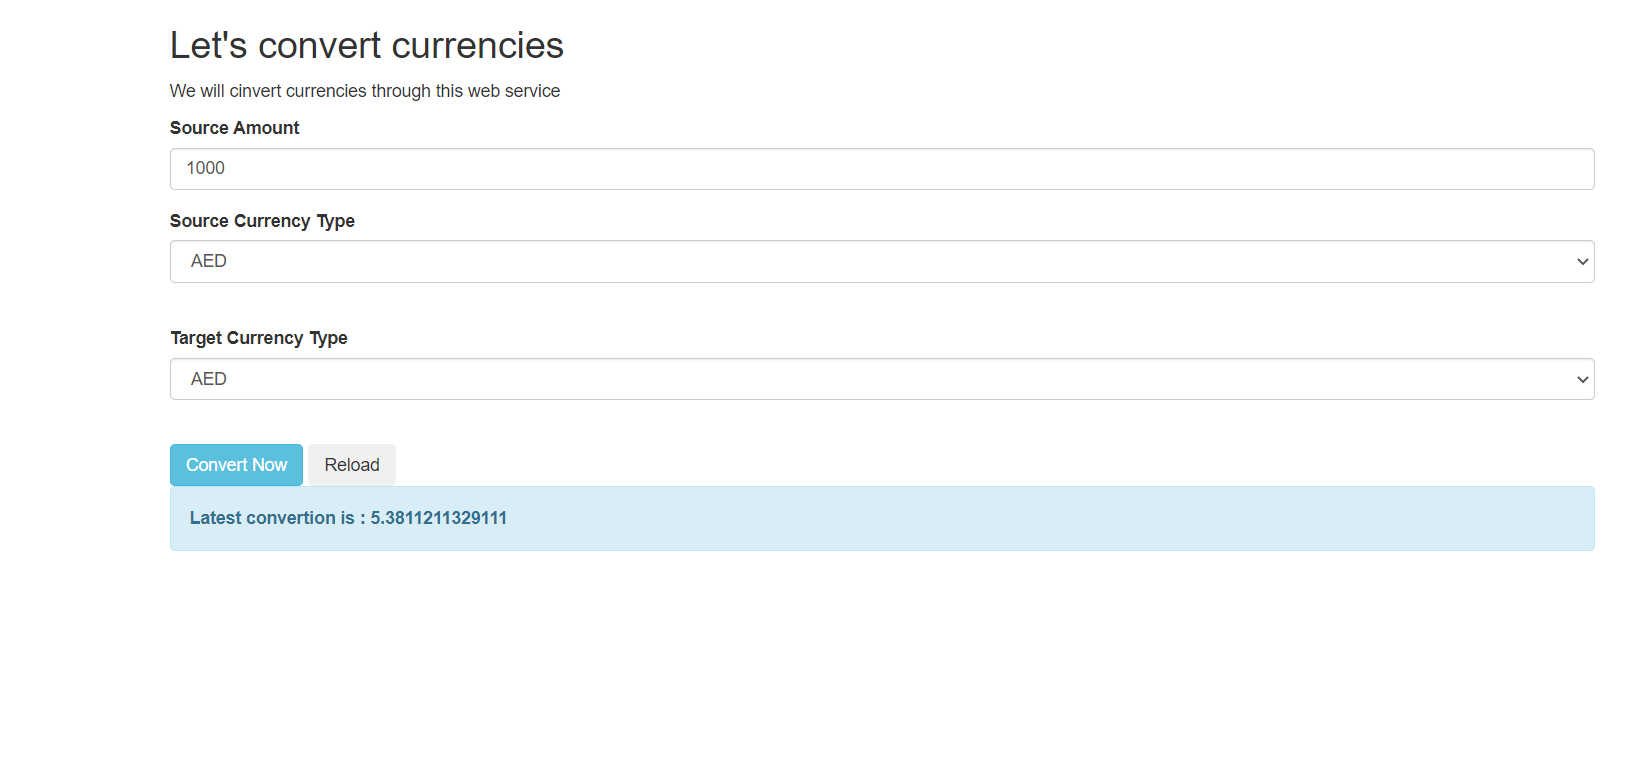 Let's convert currencies
We will cinvert currencies through this web service
Source Amount
1000
Source Currency Type
AED
Target Currency Type
AED
Convert Now Reload
Latest convertion is : 5.3811211329111